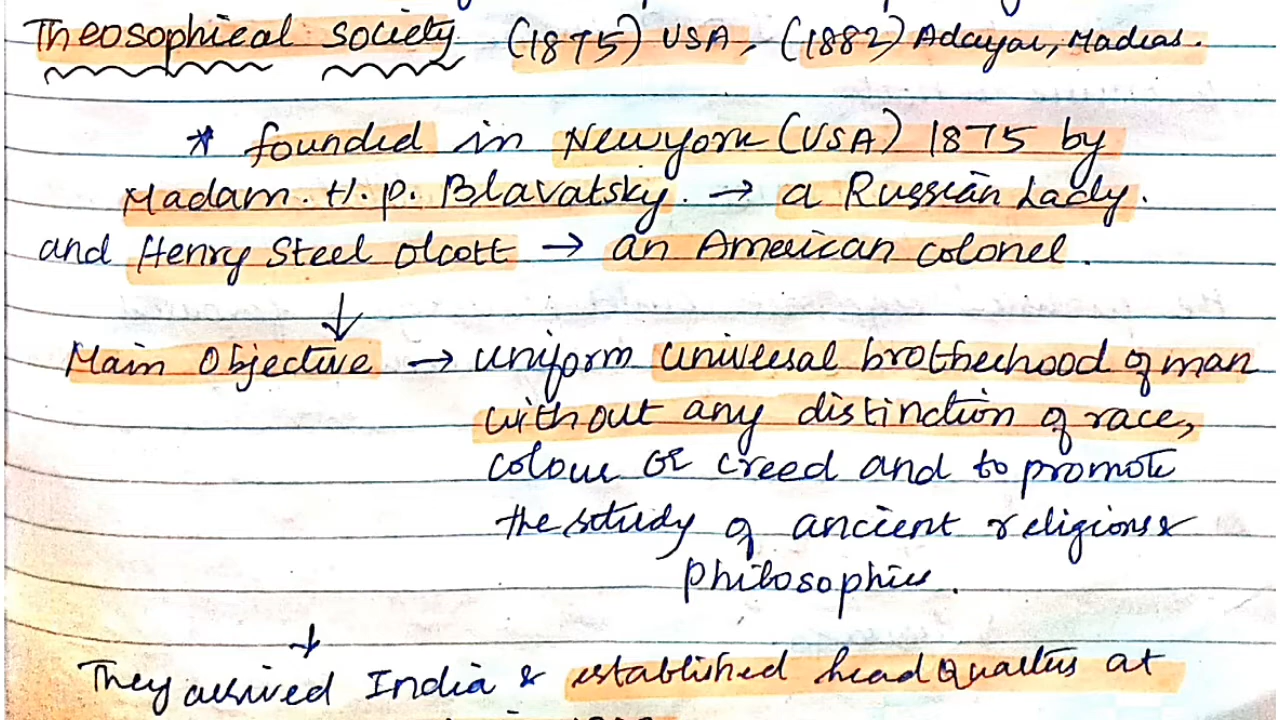 Theosophical society (1875) USA, (1882) Adayar, Madras.
* founded in Newyork (USA) 1875 by
Madam. H. p. Blavatsky. → a Russian Lady.
and Henry Steel Olcott → an American colonel.
↓
Main Objective → uniform universal brotherhood of man
without any distinction of race,
colour or creed and to promote
the study of ancient religions &
Philosophies.
↓
They arrived India & established headquarters at